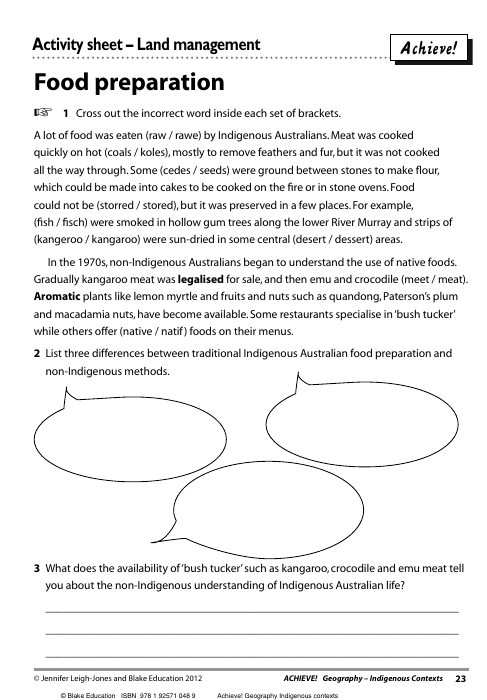 Activity sheet – Land management
Achieve!
Food preparation
1 Cross out the incorrect word inside each set of brackets.
A lot of food was eaten (raw / rawe) by Indigenous Australians. Meat was cooked
quickly on hot (coals / koles), mostly to remove feathers and fur, but it was not cooked
all the way through. Some (cedes / seeds) were ground between stones to make flour,
which could be made into cakes to be cooked on the fire or in stone ovens. Food
could not be (storred / stored), but it was preserved in a few places. For example,
(fish / fisch) were smoked in hollow gum trees along the lower River Murray and strips of
(kangeroo / kangaroo) were sun-dried in some central (desert / dessert) areas.
In the 1970s, non-Indigenous Australians began to understand the use of native foods.
Gradually kangaroo meat was legalised for sale, and then emu and crocodile (meet / meat).
Aromatic plants like lemon myrtle and fruits and nuts such as quandong, Paterson's plum
and macadamia nuts, have become available. Some restaurants specialise in 'bush tucker'
while others offer (native / natif) foods on their menus.
2 List three differences between traditional Indigenous Australian food preparation and
non-Indigenous methods.
3 What does the availability of 'bush tucker' such as kangaroo, crocodile and emu meat tell
you about the non-Indigenous understanding of Indigenous Australian life?
© Jennifer Leigh-Jones and Blake Education 2012
ACHIEVE! Geography – Indigenous Contexts 23
© Blake Education ISBN 978 1 92571 048 9 Achieve! Geography Indigenous contexts